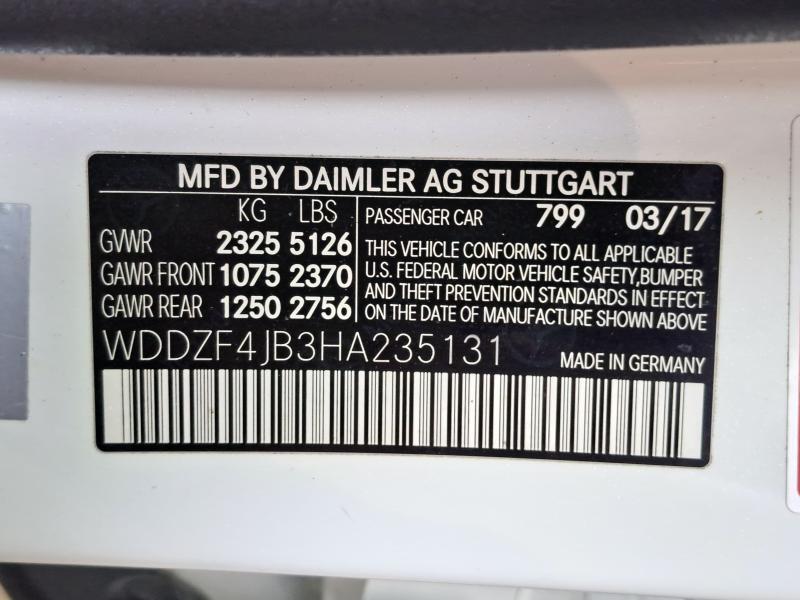 MFD BY DAIMLER AG STUTTGART
KG LBS PASSENGER CAR 799 03/17
GVWR 2325 5126
GAWR FRONT 1075 2370
GAWR REAR 1250 2756
THIS VEHICLE CONFORMS TO ALL APPLICABLE
U.S. FEDERAL MOTOR VEHICLE SAFETY,BUMPER
AND THEFT PREVENTION STANDARDS IN EFFECT
ON THE DATE OF MANUFACTURE SHOWN ABOVE
WDDZF4JB3HA235131 MADE IN GERMANY